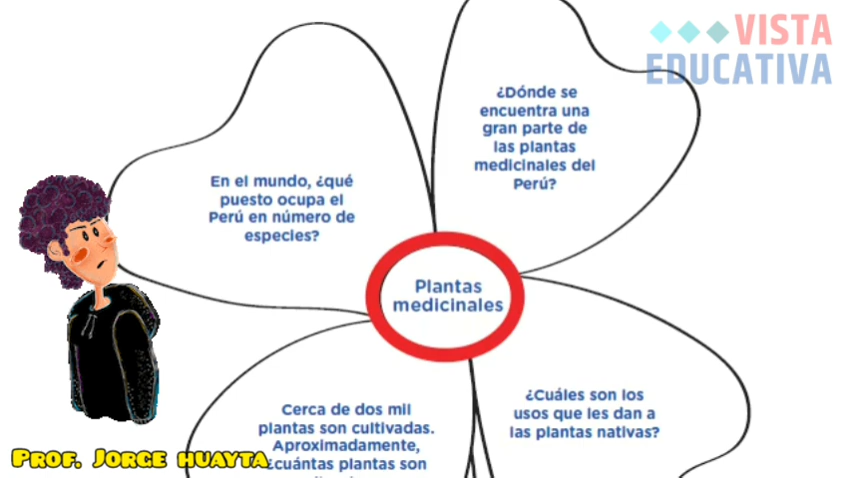 VISTA
EDUCATIVA
¿Dónde se
encuentra una
gran parte de
las plantas
medicinales del
Perú?
En el mundo, ¿qué
puesto ocupa el
Perú en número de
especies?
Plantas
medicinales
¿Cuáles son los
usos que les dan a
las plantas nativas?
Cerca de dos mil
plantas son cultivadas.
Aproximadamente,
¿cuántas plantas son
Prof. Jorge huayta